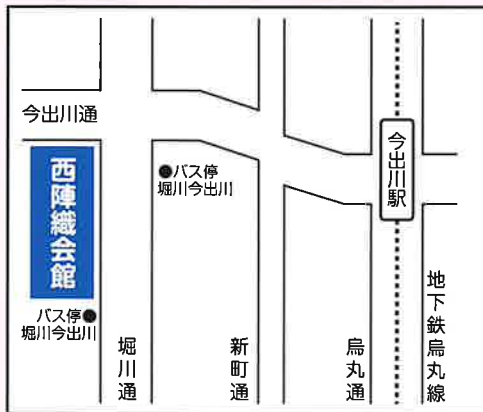 今出川通
西陣織会館
●バス停
堀川今出川
バス停●
堀川今出川
堀川通
新町通
烏丸通
今出川駅
地下鉄烏丸線